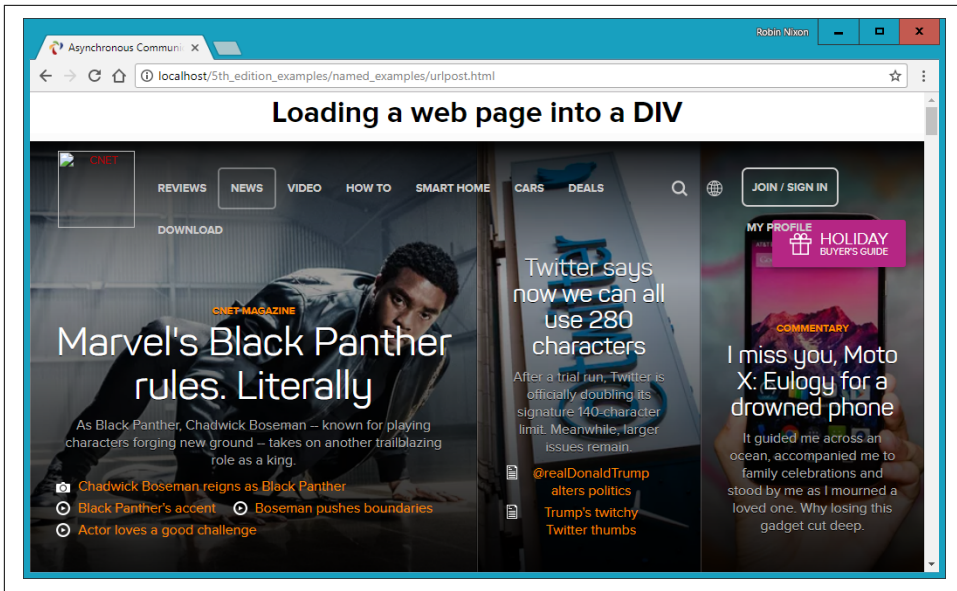 Robin Nixon
Asynchronous Communi
localhost/5th_edition_examples/named_examples/urlpost.html
Loading a web page into a DIV
CNET
REVIEWS NEWS VIDEO HOW TO SMART HOME CARS DEALS JOIN / SIGN IN
DOWNLOAD MY PROFILE
HOLIDAY
BUYER'S GUIDE
CNET MAGAZINE
Marvel's Black Panther
rules. Literally
As Black Panther, Chadwick Boseman -- known for playing
characters forging new ground -- takes on another trailblazing
role as a king.
Chadwick Boseman reigns as Black Panther
Black Panther's accent Boseman pushes boundaries
Actor loves a good challenge
Twitter says
now we can all
use 280
characters
After a trial run, Twitter is
officially doubling its
signature 140-character
limit. Meanwhile, larger
issues remain.
@realDonaldTrump
alters politics
Trump's twitchy
Twitter thumbs
COMMENTARY
I miss you, Moto
X: Eulogy for a
drowned phone
It guided me across an
ocean, accompanied me to
family celebrations and
stood by me as I mourned a
loved one. Why losing this
gadget cut deep.